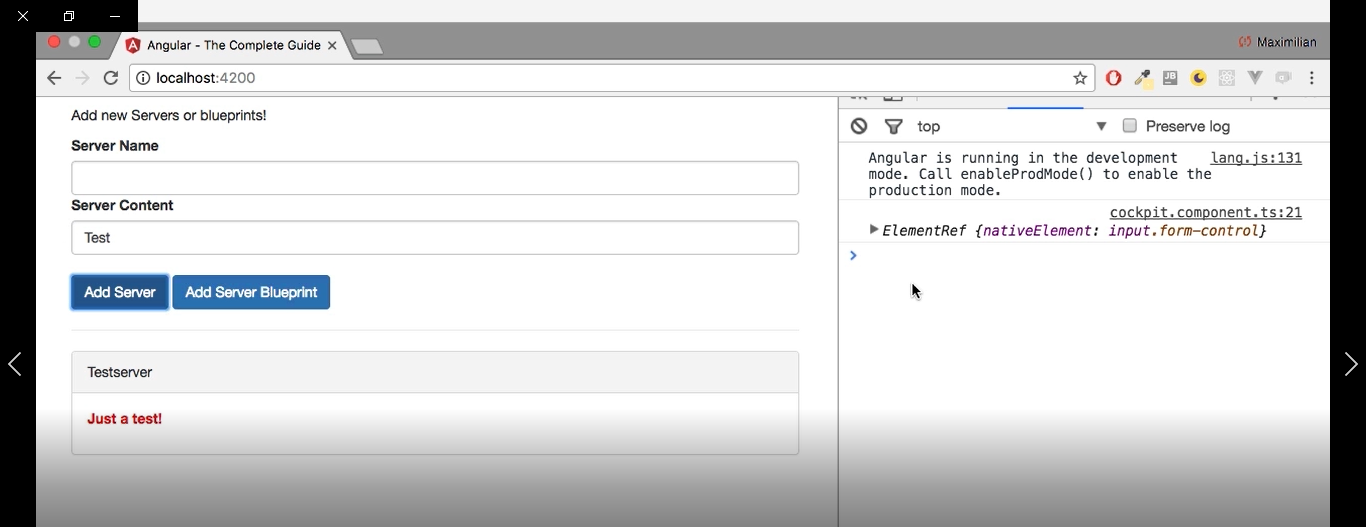 Angular - The Complete Guide
Maximilian
localhost:4200
Add new Servers or blueprints!
Server Name
Server Content
Test
Add Server
Add Server Blueprint
Testserver
Just a test!
top
Preserve log
Angular is running in the development lang.js:131
mode. Call enableProdMode() to enable the
production mode.
cockpit.component.ts:21
ElementRef {nativeElement: input.form-control}